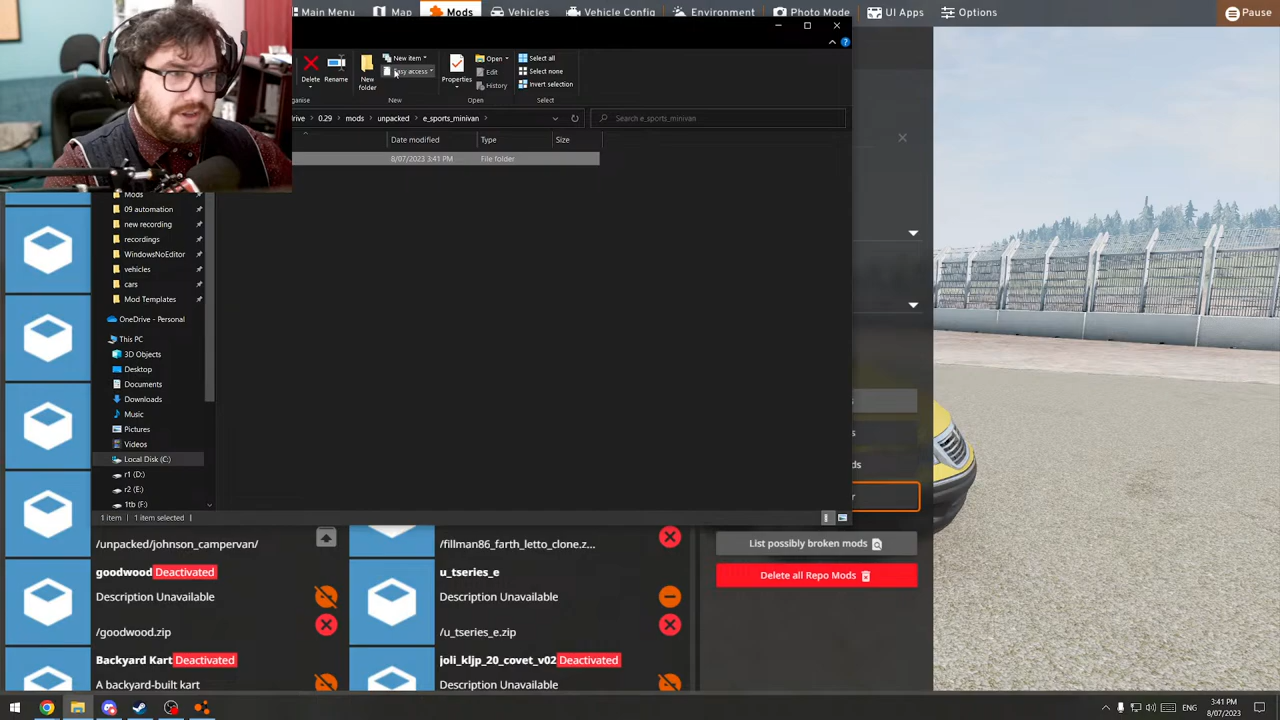 Main Menu Map Mods Vehicles Vehicle Config Environment Photo Mode UI Apps Options Pause
New item Open Select all
Easy access Edit Select none
Delete Rename New folder Properties History Invert selection
New Open Select
0.29 mods unpacked e_sports_minivan Search e_sports_minivan
Date modified Type Size
8/07/2023 3:41 PM File folder
Mods
09 automation
new recording
recordings
WindowsNoEditor
vehicles
cars
Mod Templates
OneDrive - Personal
This PC
3D Objects
Desktop
Documents
Downloads
Music
Pictures
Videos
Local Disk (C:)
r1 (D:)
r2 (E:)
1tb (F:)
1 item 1 item selected
/unpacked/johnson_campervan/ /fillman86_farth_letto_clone.z...
List possibly broken mods
goodwood Deactivated u_tseries_e
Delete all Repo Mods
Description Unavailable Description Unavailable
/goodwood.zip /u_tseries_e.zip
Backyard Kart Deactivated joli_kljp_20_covet_v02 Deactivated
A backyard-built kart Description Unavailable
ENG 3:41 PM
8/07/2023